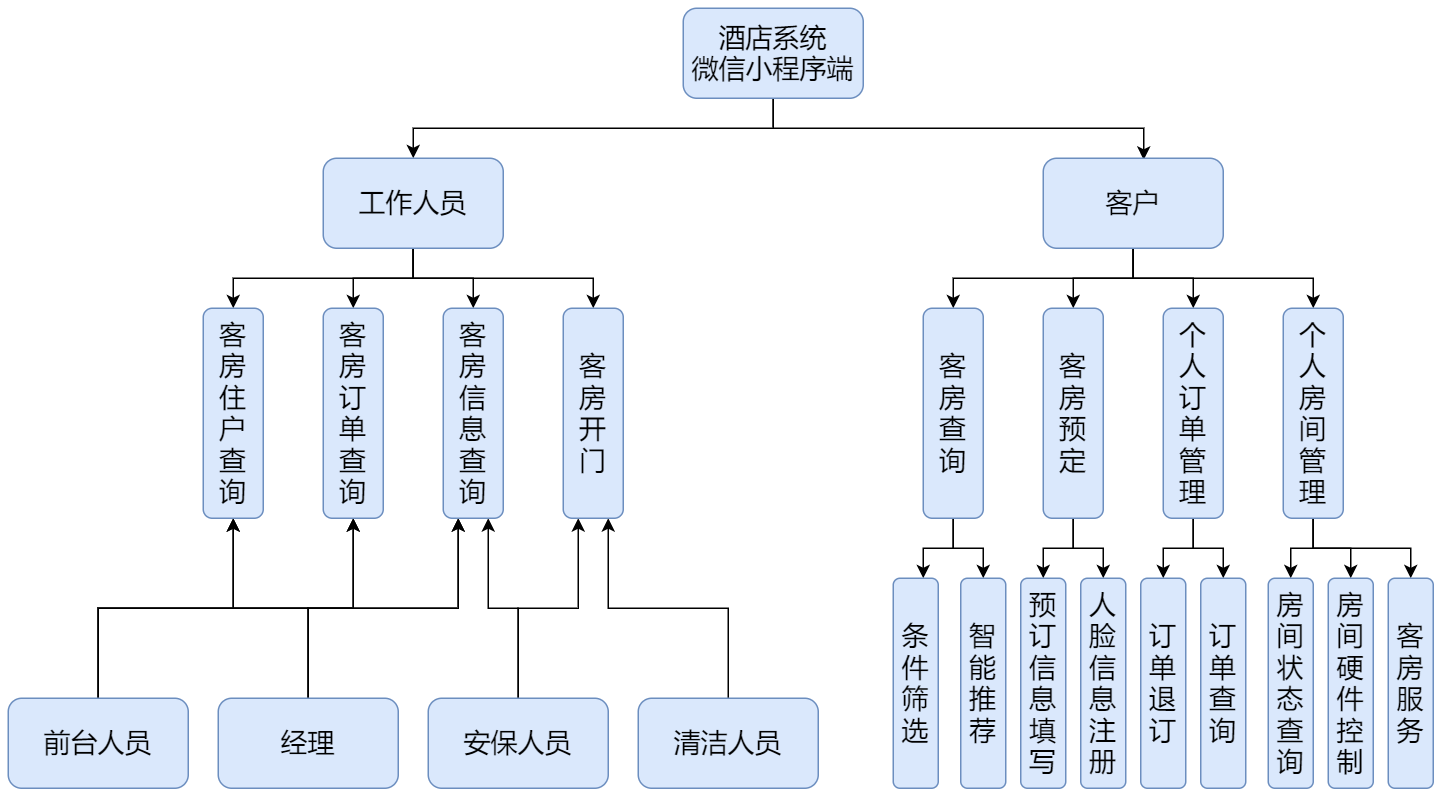 酒店系统
微信小程序端
工作人员
客户
客房住户查询
客房订单查询
客房信息查询
客房开门
客房查询
客房预定
个人订单管理
个人房间管理
条件筛选
智能推荐
预订信息填写
人脸信息注册
订单退订
订单查询
房间状态查询
房间硬件控制
客房服务
前台人员
经理
安保人员
清洁人员